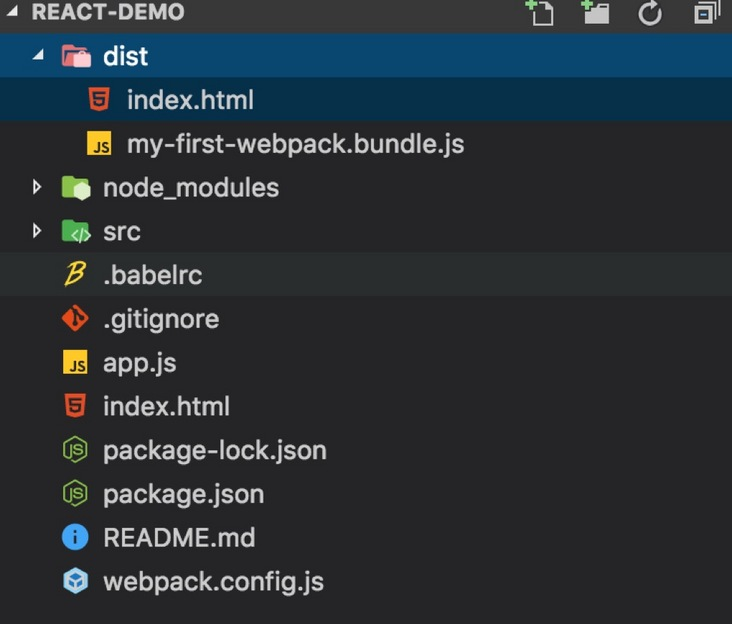 REACT-DEMO
dist
index.html
my-first-webpack.bundle.js
node_modules
src
.babelrc
.gitignore
app.js
index.html
package-lock.json
package.json
README.md
webpack.config.js